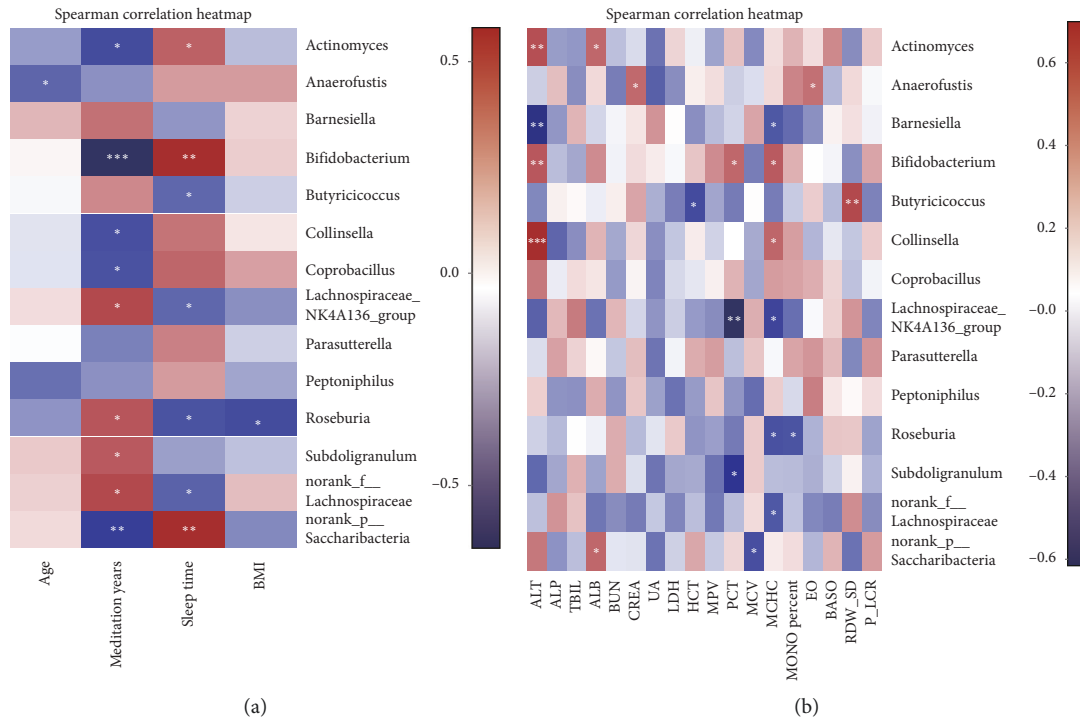 Spearman correlation heatmap
* * Actinomyces
* Anaerofustis
Barnesiella
*** ** Bifidobacterium
* Butyricicoccus
* Collinsella
* Coprobacillus
* * Lachnospiraceae_
NK4A136_group
Parasutterella
Peptoniphilus
* * * Roseburia
* Subdoligranulum
* * norank_f__
Lachnospiraceae
** ** norank_p__
Saccharibacteria
Age
Meditation years
Sleep time
BMI
0.5
0.0
−0.5
(a)
Spearman correlation heatmap
** * Actinomyces
* * Anaerofustis
** * Barnesiella
** * * Bifidobacterium
* ** Butyricicoccus
*** * Collinsella
Coprobacillus
** * Lachnospiraceae_
NK4A136_group
Parasutterella
Peptoniphilus
* * Roseburia
* Subdoligranulum
* norank_f__
Lachnospiraceae
* * norank_p__
Saccharibacteria
ALT
ALP
TBIL
ALB
BUN
CREA
UA
LDH
HCT
MPV
PCT
MCV
MCHC
MONO percent
EO
BASO
RDW_SD
P_LCR
0.6
0.4
0.2
−0.0
−0.2
−0.4
−0.6
(b)